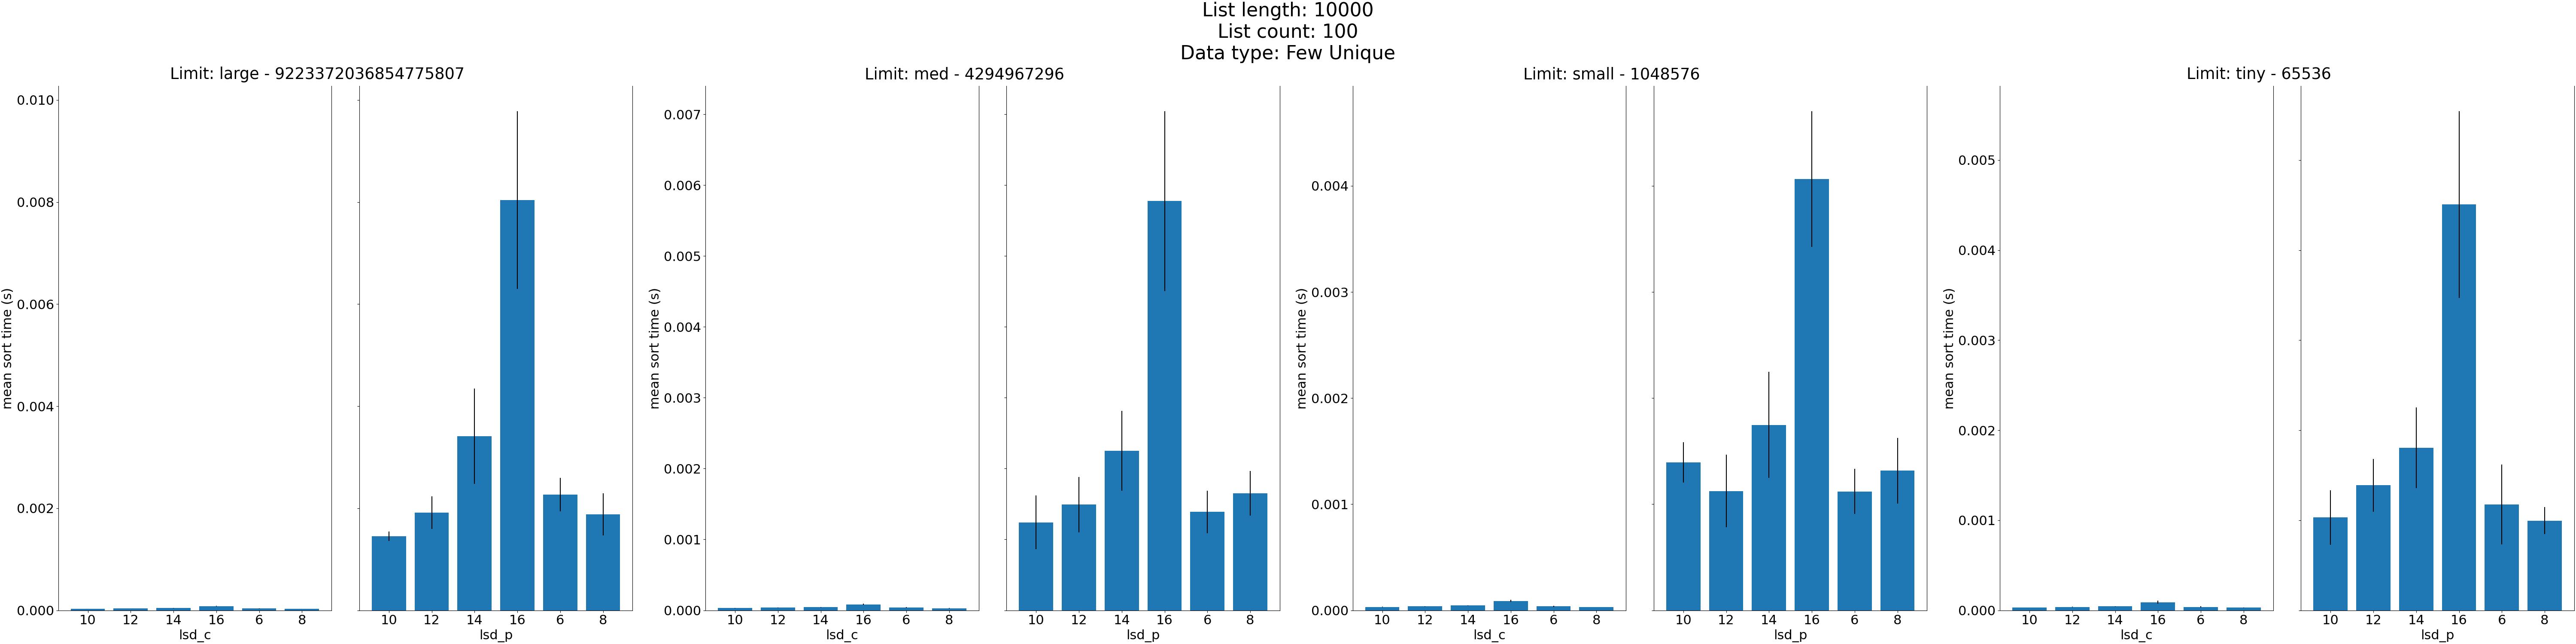 List length: 10000
List count: 100
Data type: Few Unique
Limit: large - 9223372036854775807
mean sort time (s)
0.010
0.008
0.006
0.004
0.002
0.000
10 12 14 16 6 8
lsd_c
10 12 14 16 6 8
lsd_p
Limit: med - 4294967296
mean sort time (s)
0.007
0.006
0.005
0.004
0.003
0.002
0.001
0.000
10 12 14 16 6 8
lsd_c
10 12 14 16 6 8
lsd_p
Limit: small - 1048576
mean sort time (s)
0.004
0.003
0.002
0.001
0.000
10 12 14 16 6 8
lsd_c
10 12 14 16 6 8
lsd_p
Limit: tiny - 65536
mean sort time (s)
0.005
0.004
0.003
0.002
0.001
0.000
10 12 14 16 6 8
lsd_c
10 12 14 16 6 8
lsd_p